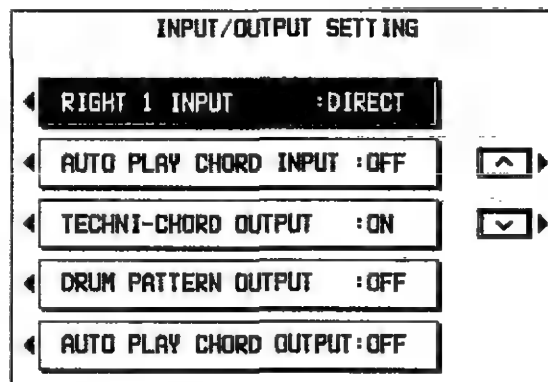 INPUT/OUTPUT SETTING
RIGHT 1 INPUT :DIRECT
AUTO PLAY CHORD INPUT :OFF
TECHNI-CHORD OUTPUT :ON
DRUM PATTERN OUTPUT :OFF
AUTO PLAY CHORD OUTPUT:OFF